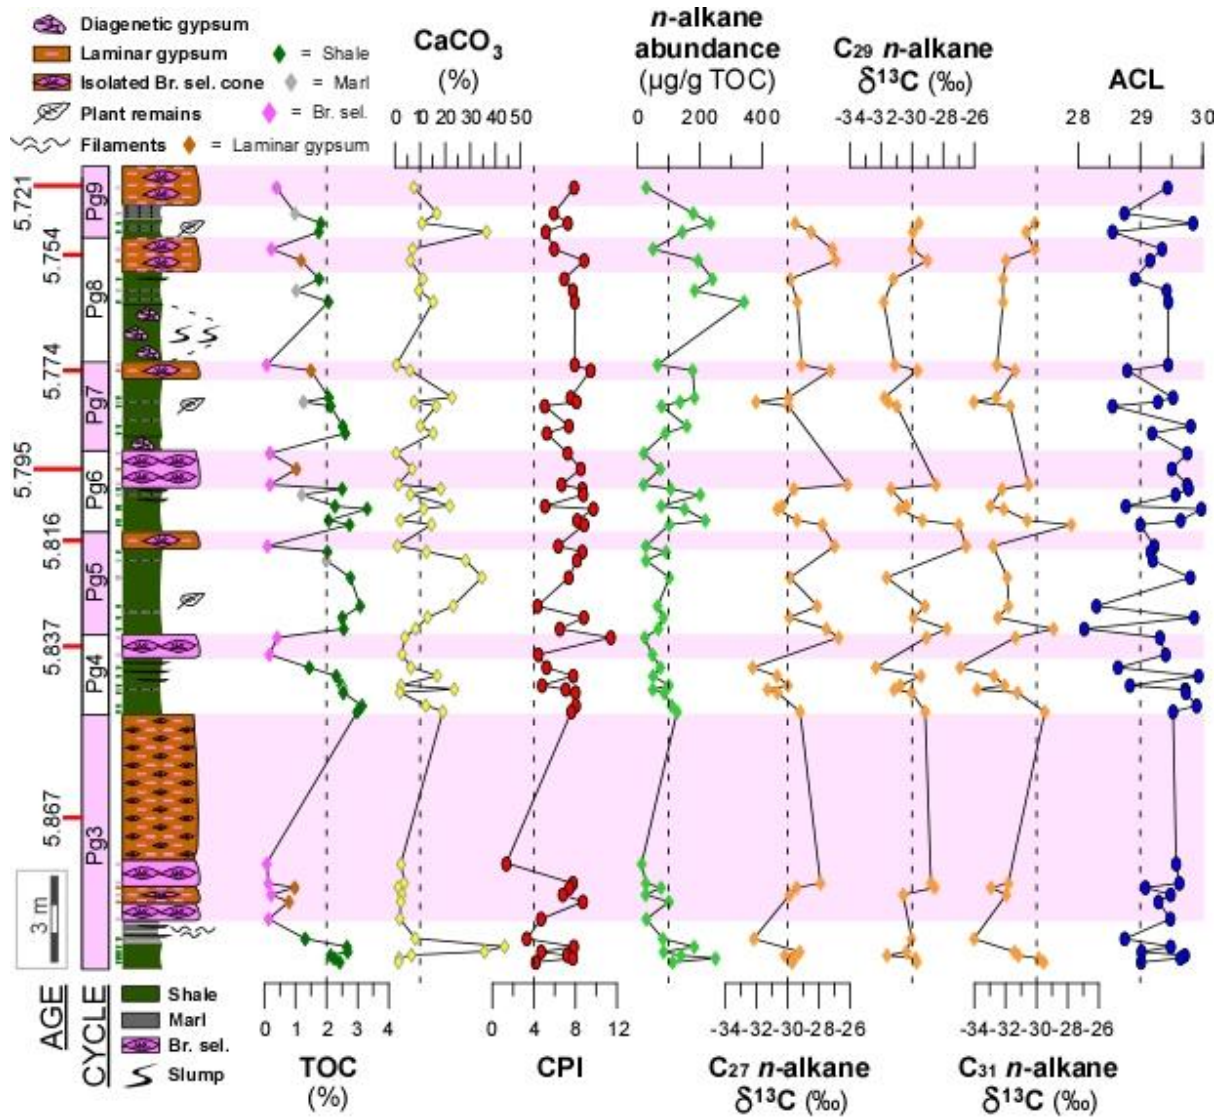 Diagenetic gypsum
Laminar gypsum
Isolated Br. sel. cone
Plant remains
Filaments
= Shale
= Marl
= Br. sel.
= Laminar gypsum
CaCO3
(%)
0 10 20 30 40 50
n-alkane
abundance
(μg/g TOC)
0 200 400
C29 n-alkane
δ13C (‰)
-34-32-30-28-26
ACL
28 29 30
5.721
5.754
5.774
5.795
5.816
5.837
5.867
Pg9
Pg8
Pg7
Pg6
Pg5
Pg4
Pg3
3 m
AGE
CYCLE
Shale
Marl
Br. sel.
Slump
0 1 2 3 4
TOC
(%)
0 4 8 12
CPI
-34-32-30-28-26
C27 n-alkane
δ13C (‰)
-34-32-30-28-26
C31 n-alkane
δ13C (‰)